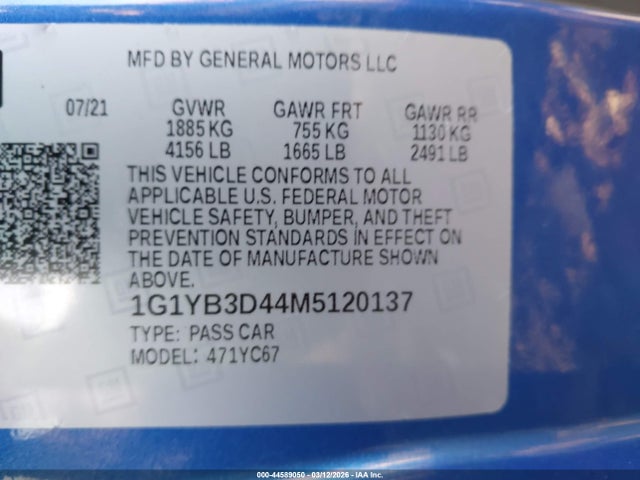 MFD BY GENERAL MOTORS LLC
07/21 GVWR GAWR FRT GAWR RR
1885 KG 755 KG 1130 KG
4156 LB 1665 LB 2491 LB
THIS VEHICLE CONFORMS TO ALL
APPLICABLE U.S. FEDERAL MOTOR
VEHICLE SAFETY, BUMPER, AND THEFT
PREVENTION STANDARDS IN EFFECT ON
THE DATE OF MANUFACTURE SHOWN
ABOVE.
1G1YB3D44M5120137
TYPE: PASS CAR
MODEL: 471YC67
000-44589050 - 03/12/2026 - IAA Inc.